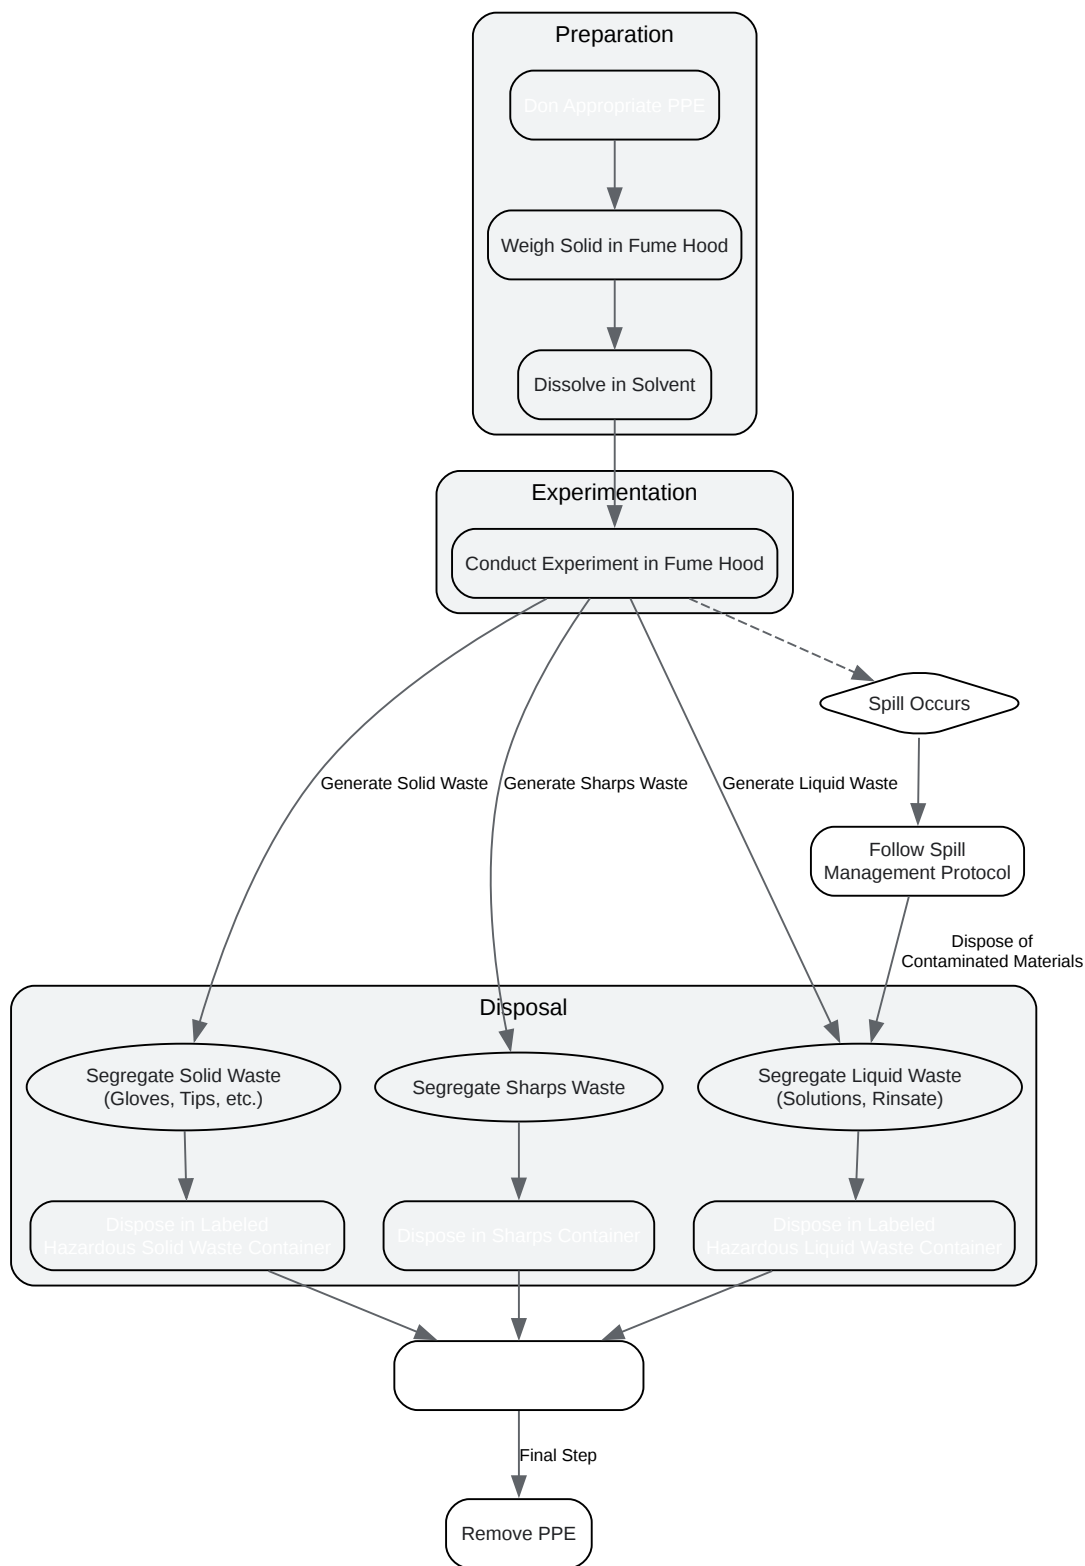 Preparation
Don Appropriate PPE
Weigh Solid in Fume Hood
Dissolve in Solvent
Experimentation
Conduct Experiment in Fume Hood
Spill Occurs
Generate Solid Waste
Generate Sharps Waste
Generate Liquid Waste
Follow Spill
Management Protocol
Dispose of
Contaminated Materials
Disposal
Segregate Solid Waste
(Gloves, Tips, etc.)
Segregate Sharps Waste
Segregate Liquid Waste
(Solutions, Rinsate)
Dispose in Labeled
Hazardous Solid Waste Container
Dispose in Sharps Container
Dispose in Labeled
Hazardous Liquid Waste Container
Final Step
Remove PPE